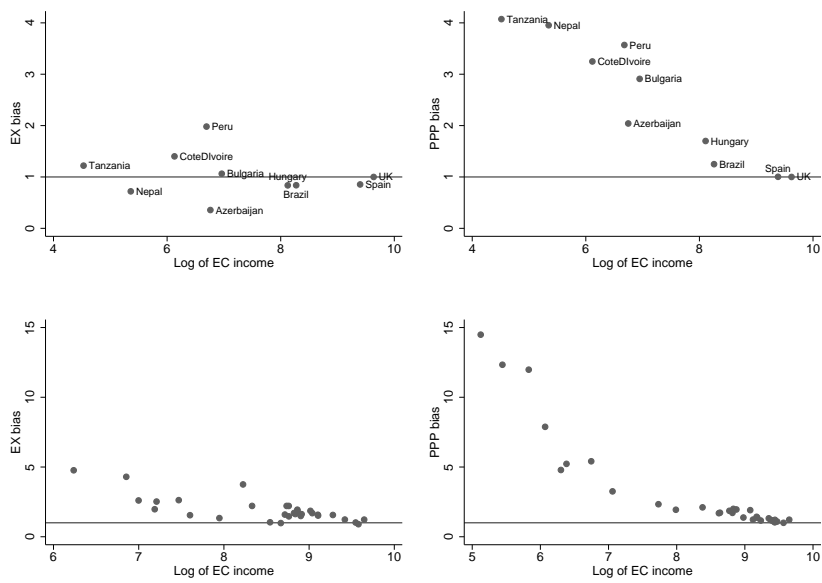 EX bias
4
3
2
1
0
Tanzania
Nepal
CoteDIvoire
Peru
Bulgaria
Azerbaijan
Hungary
Brazil
Spain
UK
4 6 8 10
Log of EC income
PPP bias
4
3
2
1
0
Tanzania
Nepal
Peru
CoteDIvoire
Bulgaria
Azerbaijan
Hungary
Brazil
Spain
UK
4 6 8 10
Log of EC income
EX bias
15
10
5
0
6 7 8 9 10
Log of EC income
PPP bias
15
10
5
0
5 6 7 8 9 10
Log of EC income